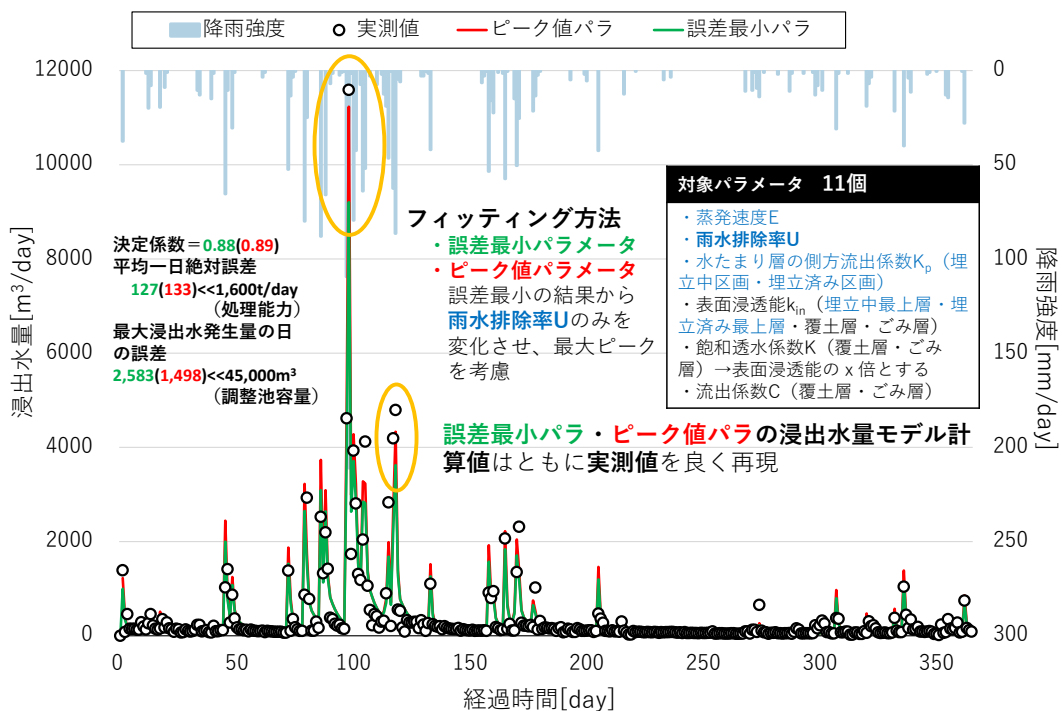 降雨強度 実測値 ピーク値パラ 誤差最小パラ
12000
10000
8000
6000
4000
2000
0
浸出水量[m³/day]
0
50
100
150
200
250
300
降雨強度[mm/day]
0 50 100 150 200 250 300 350
経過時間[day]
決定係数＝0.88(0.89)
平均一日絶対誤差
127(133)<<1,600t/day
（処理能力）
最大浸出水発生量の日
の誤差
2,583(1,498)<<45,000m³
（調整池容量）
フィッティング方法
・誤差最小パラメータ
・ピーク値パラメータ
誤差最小の結果から
雨水排除率Uのみを
変化させ、最大ピーク
を考慮
対象パラメータ 11個
・蒸発速度E
・雨水排除率U
・水たまり層の側方流出係数Kp（埋
立中区画・埋立済み区画）
・表面浸透能kin（埋立中最上層・埋
立済み最上層・覆土層・ごみ層）
・飽和透水係数K（覆土層・ごみ
層）→表面浸透能のｘ倍とする
・流出係数C（覆土層・ごみ層）
誤差最小パラ・ピーク値パラの浸出水量モデル計
算値はともに実測値を良く再現